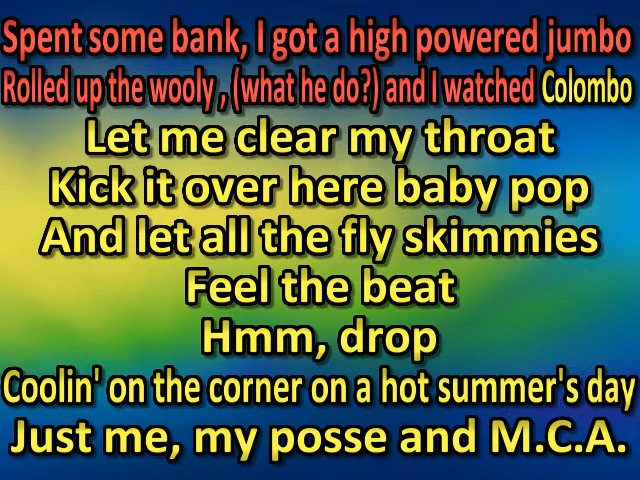 Spent some bank, I got a high powered jumbo
Rolled up the wooly , (what he do?) and I watched Colombo
Let me clear my throat
Kick it over here baby pop
And let all the fly skimmies
Feel the beat
Hmm, drop
Coolin' on the corner on a hot summer's day
Just me, my posse and M.C.A.